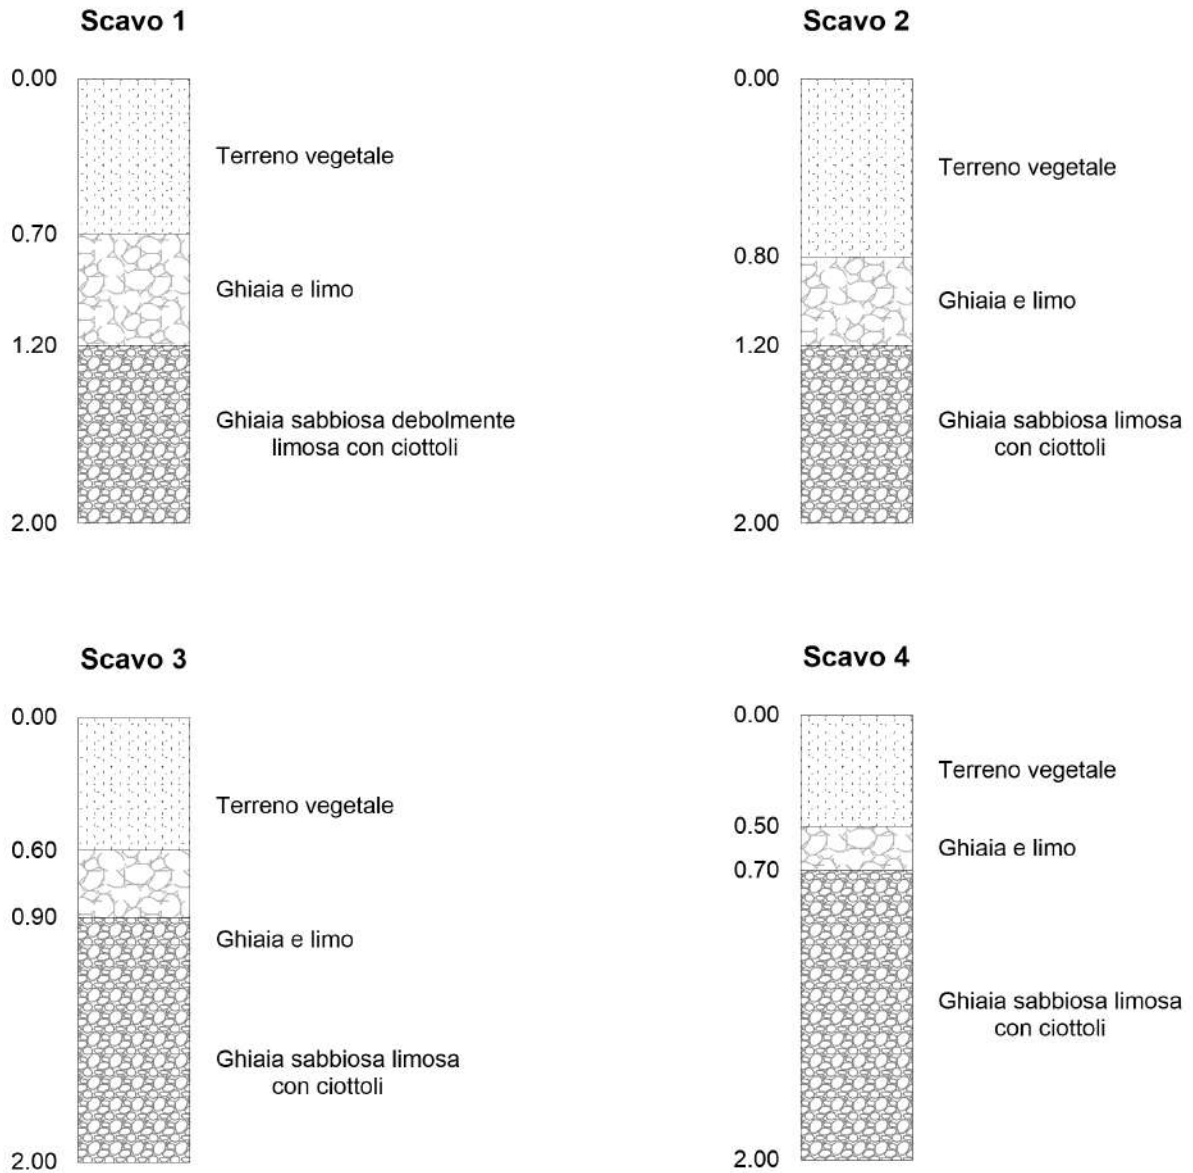 Scavo 1
0.00
Terreno vegetale
0.70
Ghiaia e limo
1.20
Ghiaia sabbiosa debolmente
limosa con ciottoli
2.00
Scavo 2
0.00
Terreno vegetale
0.80
Ghiaia e limo
1.20
Ghiaia sabbiosa limosa
con ciottoli
2.00
Scavo 3
0.00
Terreno vegetale
0.60
0.90
Ghiaia e limo
Ghiaia sabbiosa limosa
con ciottoli
2.00
Scavo 4
0.00
Terreno vegetale
0.50
Ghiaia e limo
0.70
Ghiaia sabbiosa limosa
con ciottoli
2.00